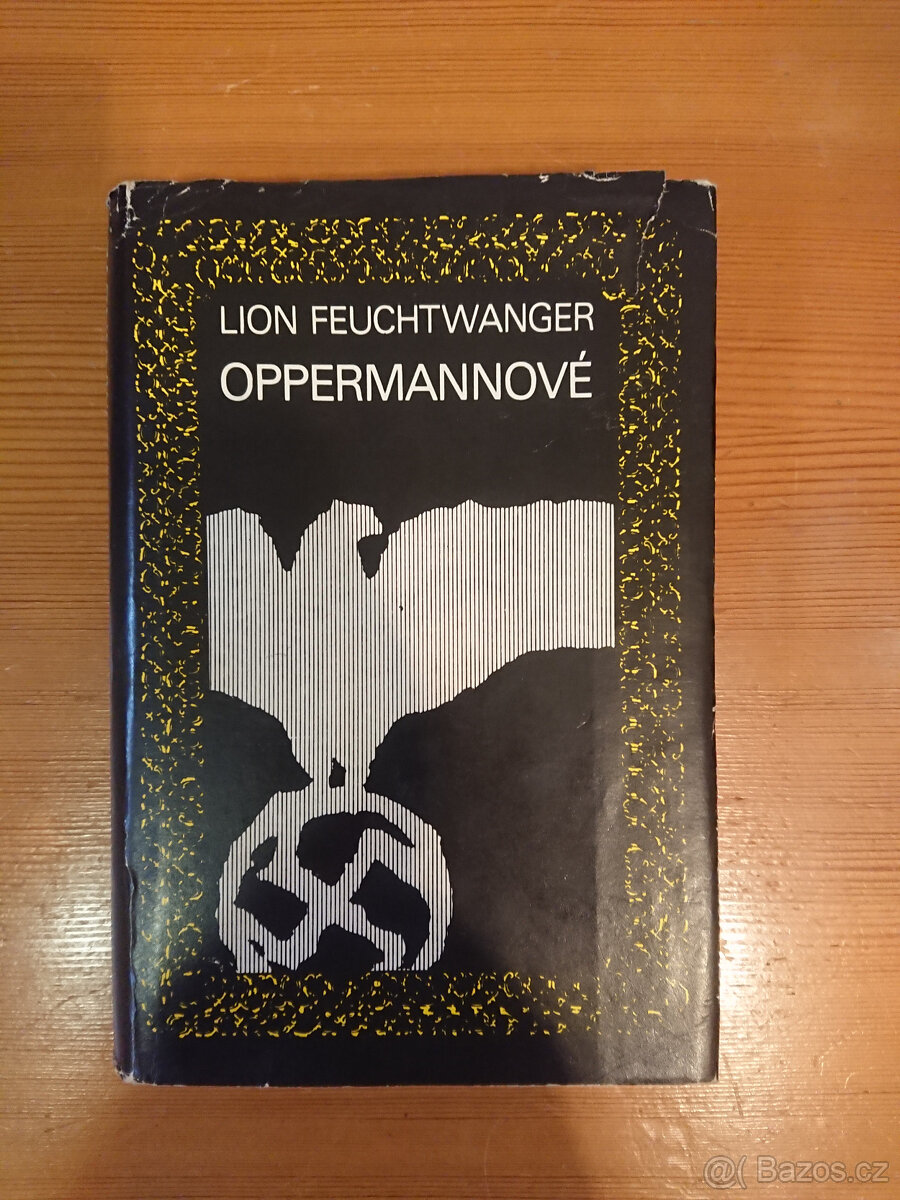 LION FEUCHTWANGER
OPPERMANNOVÉ
@( Bazos.cz